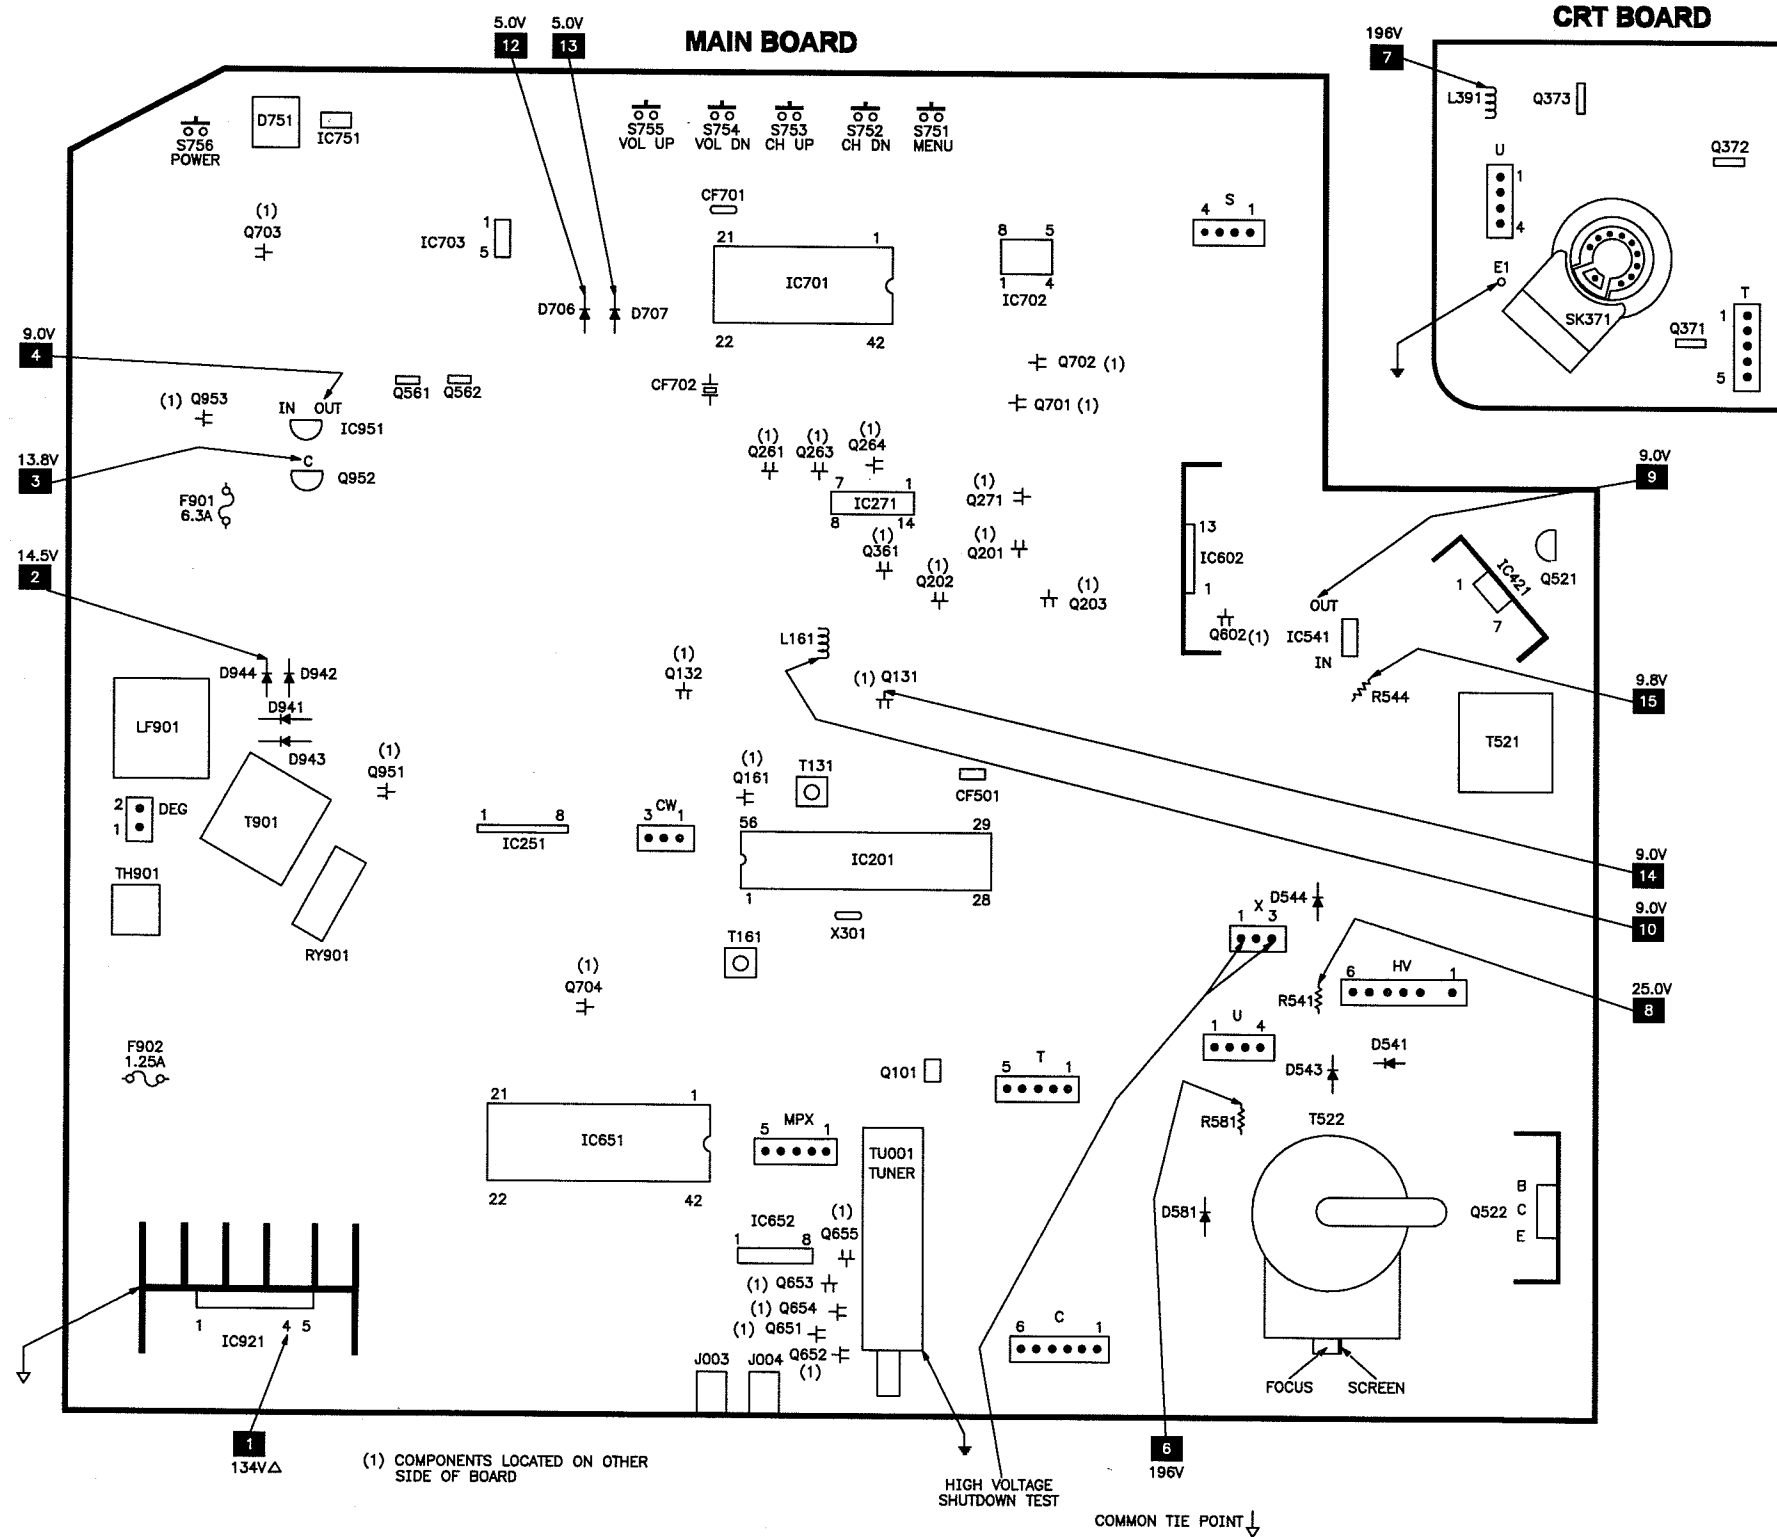 CRT BOARD
5.0V
5.0V
12
13
MAIN BOARD
196V
7
L391
Q373
D751
IC751
S756
POWER
S755
VOL UP
S754
VOL DN
S753
CH UP
S752
CH DN
S751
MENU
U
1
4
Q372
CF701
S
4 1
(1)
Q703
IC703
1
5
21
1
IC701
22
42
8
5
1
4
IC702
E1
SK371
T
1
5
Q371
D706
D707
9.0V
4
Q702 (1)
Q701 (1)
CF702
Q561
Q562
(1) Q953
IN OUT
IC951
C
Q952
13.8V
3
F901
6.3A
(1)
Q261
(1)
Q263
(1)
Q264
7
1
IC271
8
14
(1)
Q271
(1)
Q361
(1)
Q201
(1)
Q202
(1)
Q203
13
IC602
1
Q602 (1)
9.0V
9
Q521
IC421
1
7
OUT
IC541
IN
R544
14.5V
2
D944
D942
D941
D943
LF901
L161
(1)
Q132
(1) Q131
9.8V
15
T521
2
1
DEG
T901
(1)
Q951
TH901
RY901
1
8
IC251
CW
3 1
(1)
Q161
T131
CF501
56
29
IC201
1
28
X301
T161
9.0V
14
9.0V
10
25.0V
8
D544
X
1 3
HV
6
1
R541
U
1 4
D541
D543
(1)
Q704
F902
1.25A
Q101
T
5
1
R581
T522
21
1
IC651
22
42
MPX
5
1
TU001
TUNER
D581
Q522
B
C
E
IC652
1
8
(1)
Q655
(1) Q653
(1) Q654
(1) Q651
Q652
(1)
J003
J004
C
6
1
FOCUS
SCREEN
1
4
5
IC921
1
134V△
(1) COMPONENTS LOCATED ON OTHER
SIDE OF BOARD
HIGH VOLTAGE
SHUTDOWN TEST
6
196V
COMMON TIE POINT